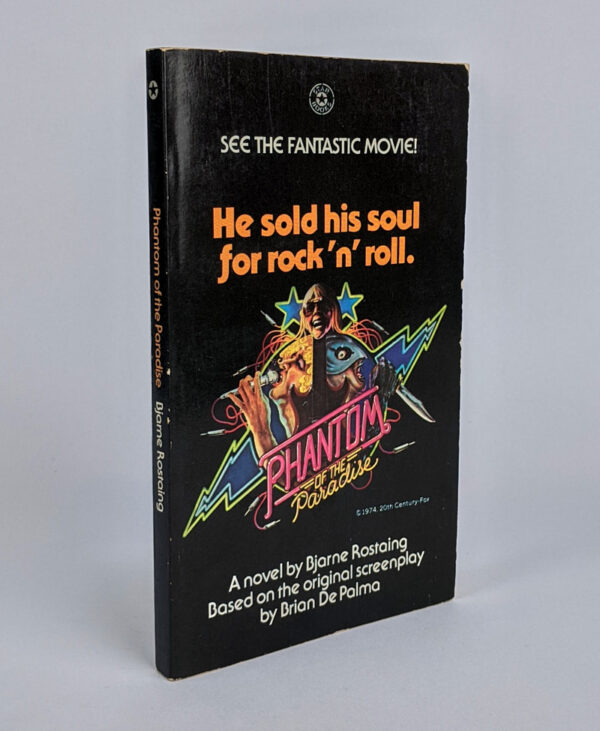 STAR
BOOKS
SEE THE FANTASTIC MOVIE!
He sold his soul
for rock 'n' roll.
PHANTOM
OF THE
Paradise
©1974, 20th Century-Fox
A novel by Bjarne Rostaing
Based on the original screenplay
by Brian De Palma
Phantom of the Paradise Bjarne Rostaing